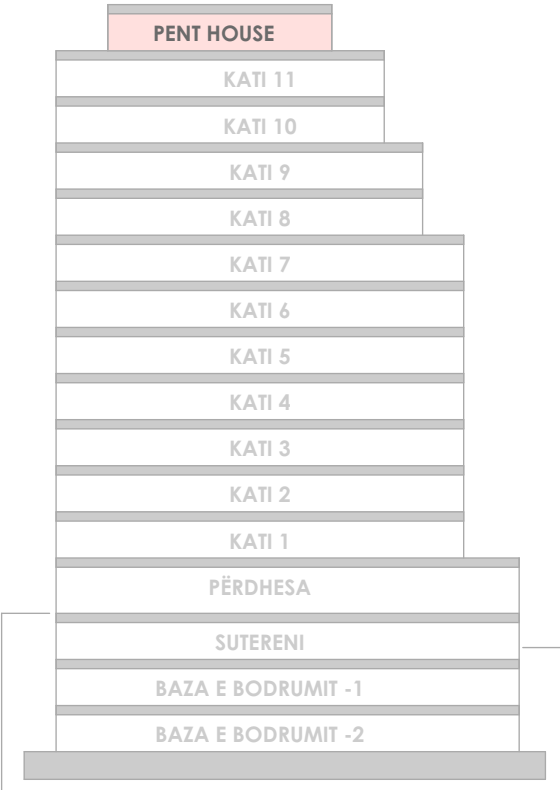 PENT HOUSE
KATI 11
KATI 10
KATI 9
KATI 8
KATI 7
KATI 6
KATI 5
KATI 4
KATI 3
KATI 2
KATI 1
PËRDHESA
SUTERENI
BAZA E BODRUMIT -1
BAZA E BODRUMIT -2